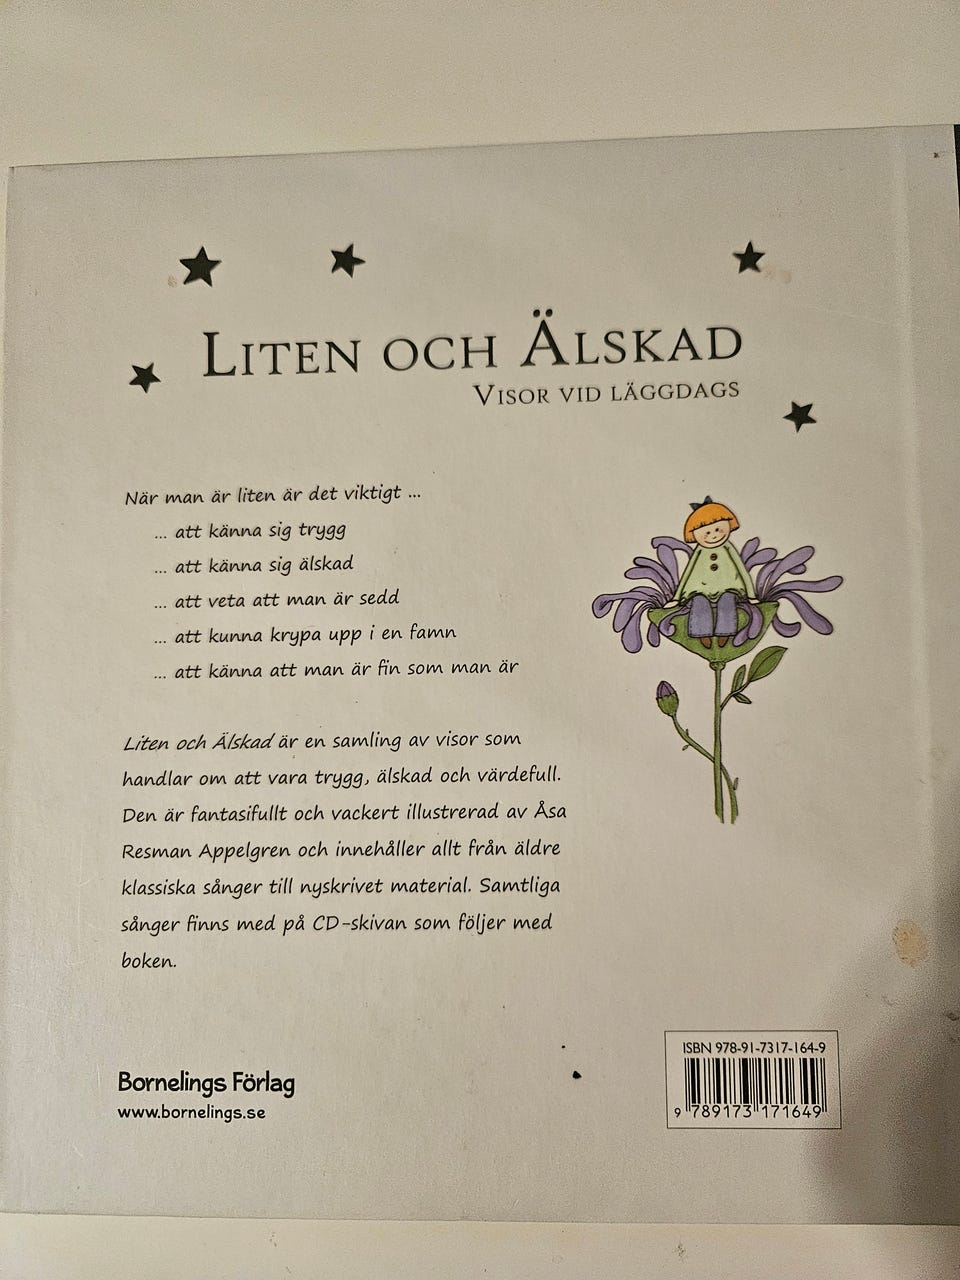 LITEN OCH ÄLSKAD
VISOR VID LÄGGDAGS
När man är liten är det viktigt ...
... att känna sig trygg
... att känna sig älskad
... att veta att man är sedd
... att kunna krypa upp i en famn
... att känna att man är fin som man är
Liten och Älskad är en samling av visor som
handlar om att vara trygg, älskad och värdefull.
Den är fantasifullt och vackert illustrerad av Åsa
Resman Appelgren och innehåller allt från äldre
klassiska sånger till nyskrivet material. Samtliga
sånger finns med på CD-skivan som följer med
boken.
Bornelings Förlag
www.bornelings.se
ISBN 978-91-7317-164-9
9 789173 171649